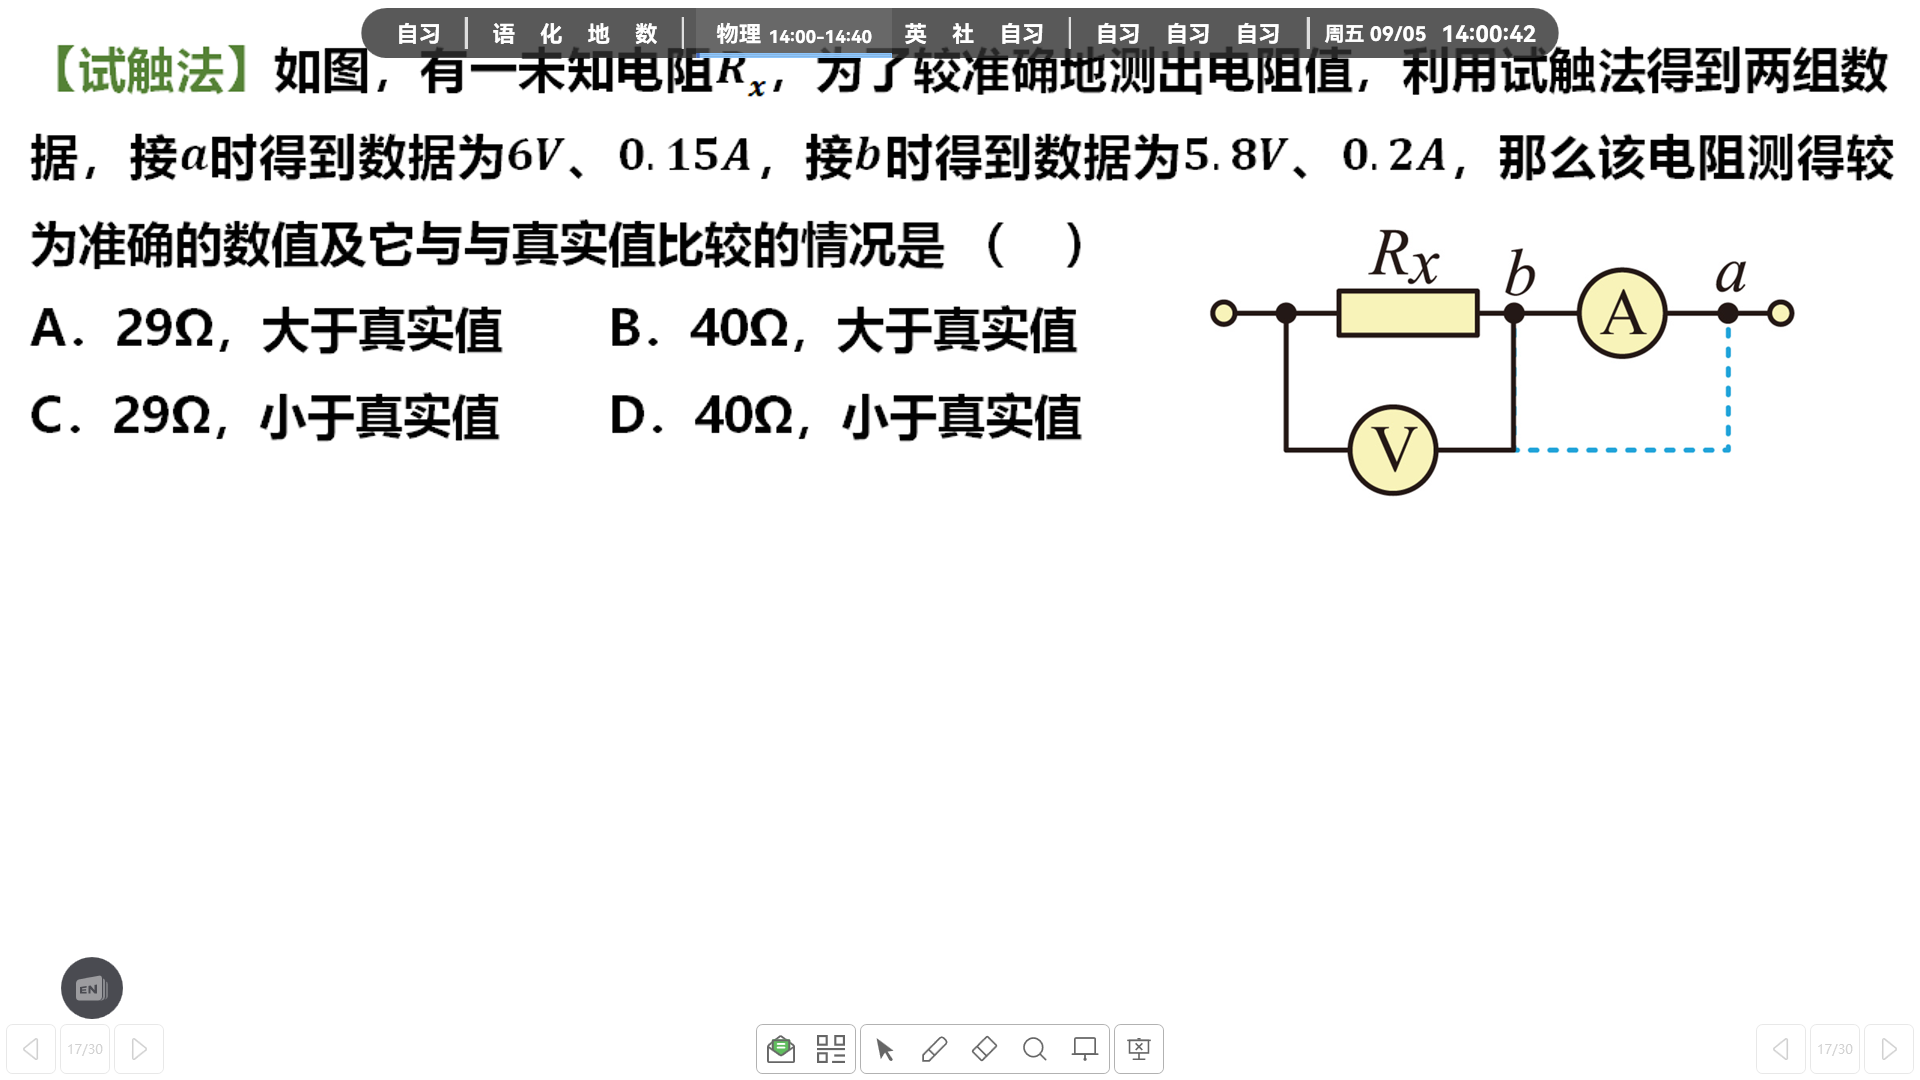 自习 | 语 化 地 数 | 物理 14:00-14:40 英 社 自习 | 自习 自习 自习 | 周五 09/05 14:00:42
【试触法】如图，有一未知电阻Rx，为了较准确地测出电阻值，利用试触法得到两组数
据，接a时得到数据为6V、0.15A，接b时得到数据为5.8V、0.2A，那么该电阻测得较
为准确的数值及它与与真实值比较的情况是（ ）
A．29Ω，大于真实值 B．40Ω，大于真实值
C．29Ω，小于真实值 D．40Ω，小于真实值
Rx b A a
V
EN
17/30 17/30